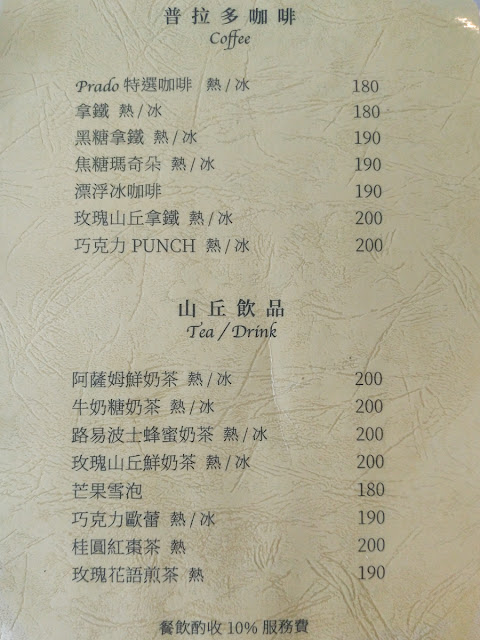 普拉多咖啡
Coffee
Prado 特選咖啡 熱/冰 180
拿鐵 熱/冰 180
黑糖拿鐵 熱/冰 190
焦糖瑪奇朵 熱/冰 190
漂浮冰咖啡 190
玫瑰山丘拿鐵 熱/冰 200
巧克力 PUNCH 熱/冰 200
山丘飲品
Tea / Drink
阿薩姆鮮奶茶 熱/冰 200
牛奶糖奶茶 熱/冰 200
路易波士蜂蜜奶茶 熱/冰 200
玫瑰山丘鮮奶茶 熱/冰 200
芒果雪泡 180
巧克力歐蕾 熱/冰 190
桂圓紅棗茶 熱 200
玫瑰花語煎茶 熱 190
餐飲酌收 10% 服務費